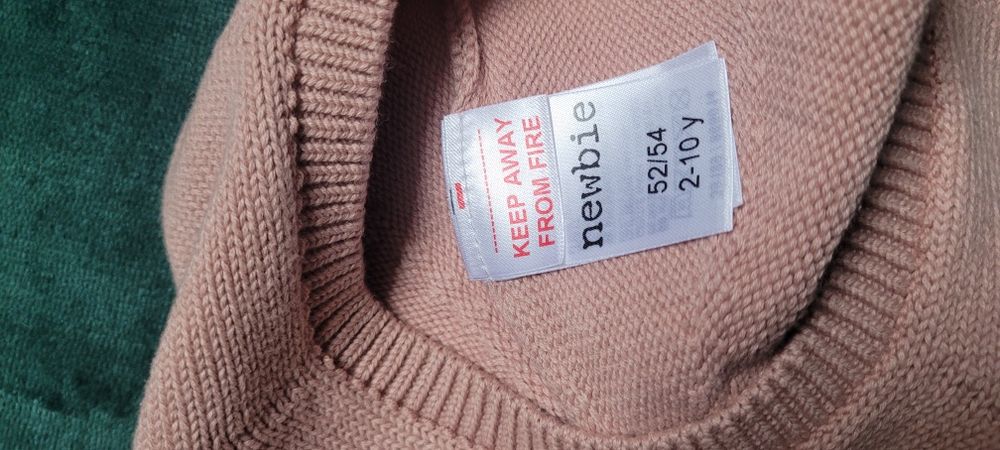 KEEP AWAY
FROM FIRE
newbie
52/54
2-10 y